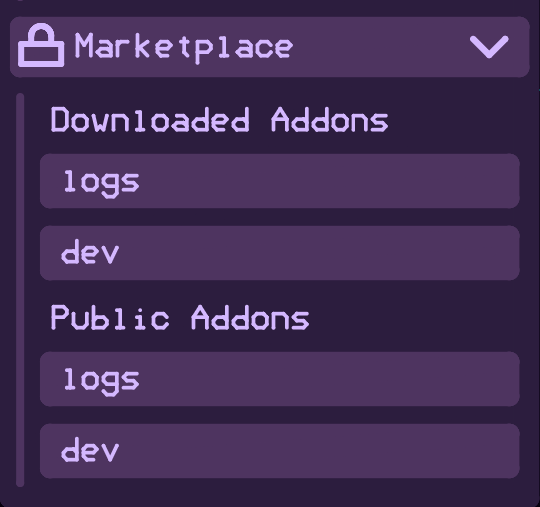 Marketplace
Downloaded Addons
logs
dev
Public Addons
logs
dev